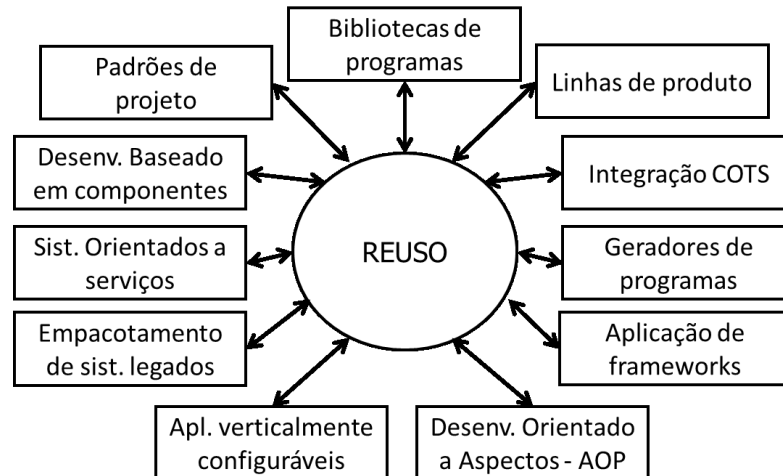 Bibliotecas de
programas
Padrões de
projeto
Linhas de produto
Desenv. Baseado
em componentes
Integração COTS
Sist. Orientados a
serviços
REUSO
Geradores de
programas
Empacotamento
de sist. legados
Aplicação de
frameworks
Apl. verticalmente
configuráveis
Desenv. Orientado
a Aspectos - AOP